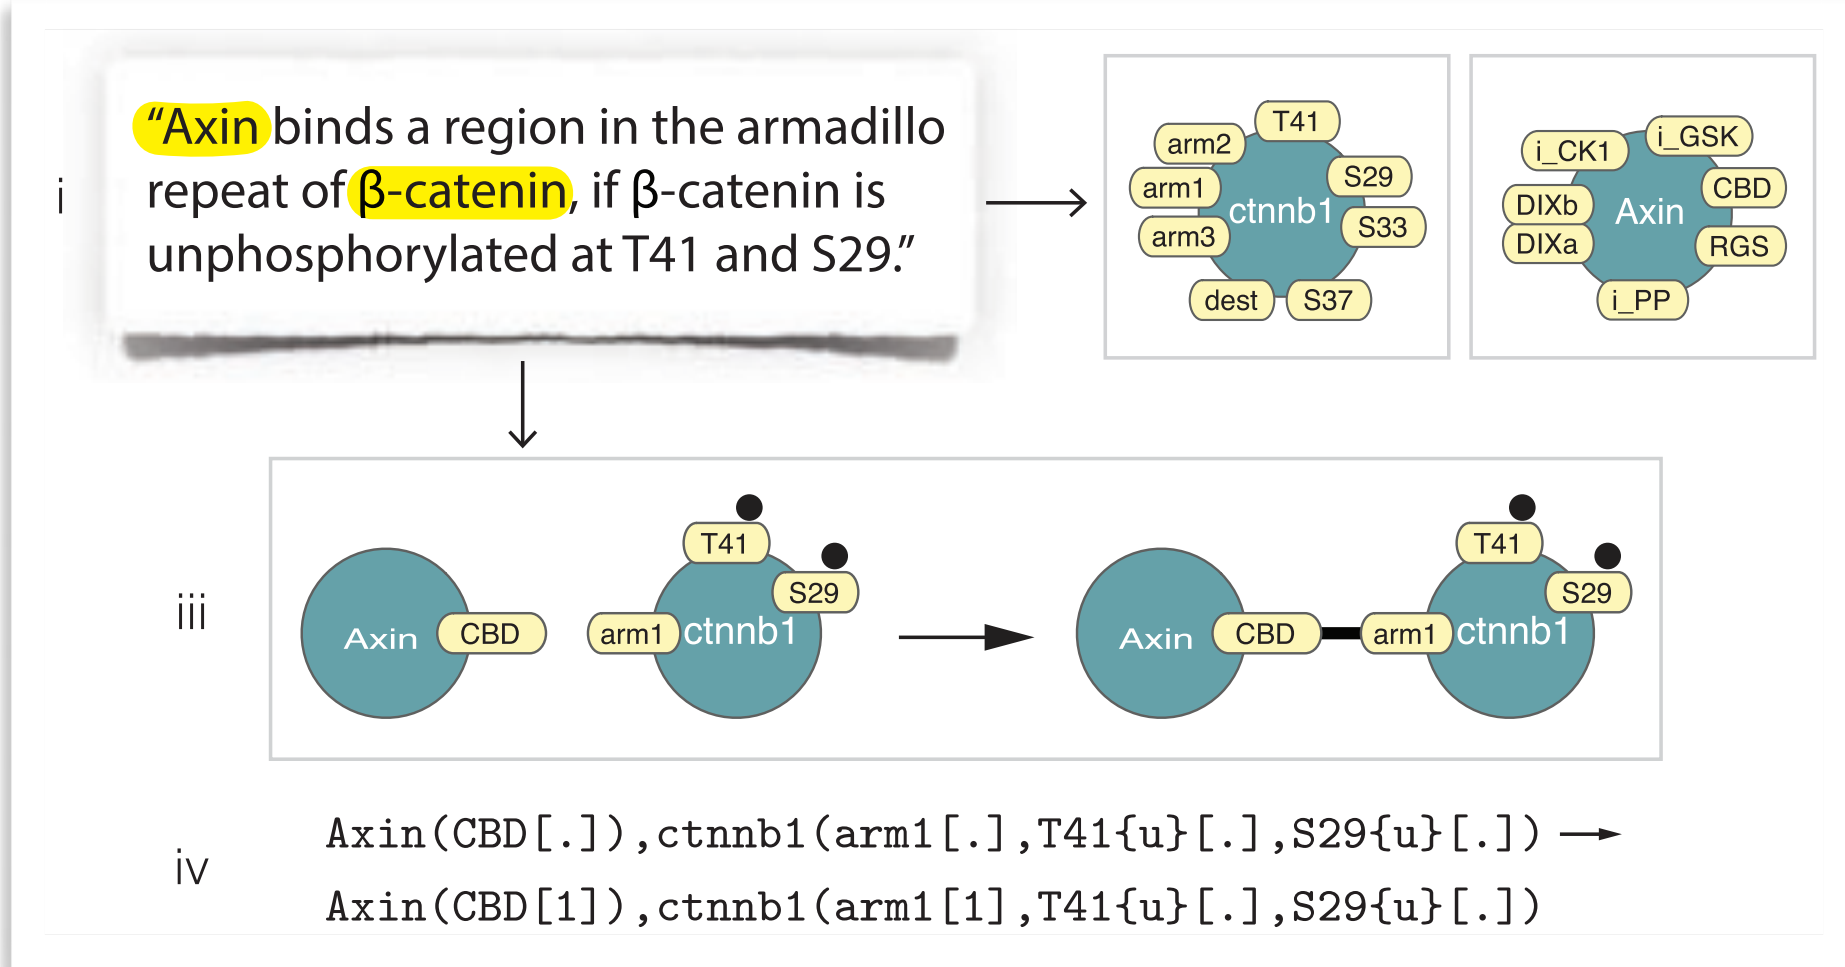 i
“Axin binds a region in the armadillo
repeat of β-catenin, if β-catenin is
unphosphorylated at T41 and S29.”
T41
arm2
S29
arm1
ctnnb1
S33
arm3
dest
S37
i_GSK
i_CK1
CBD
DIXb
Axin
DIXa
RGS
i_PP
iii
Axin
CBD
T41
S29
arm1
ctnnb1
Axin
CBD
T41
S29
arm1
ctnnb1
iv
Axin(CBD[.]),ctnnb1(arm1[.],T41{u}[.],S29{u}[.])
Axin(CBD[1]),ctnnb1(arm1[1],T41{u}[.],S29{u}[.])